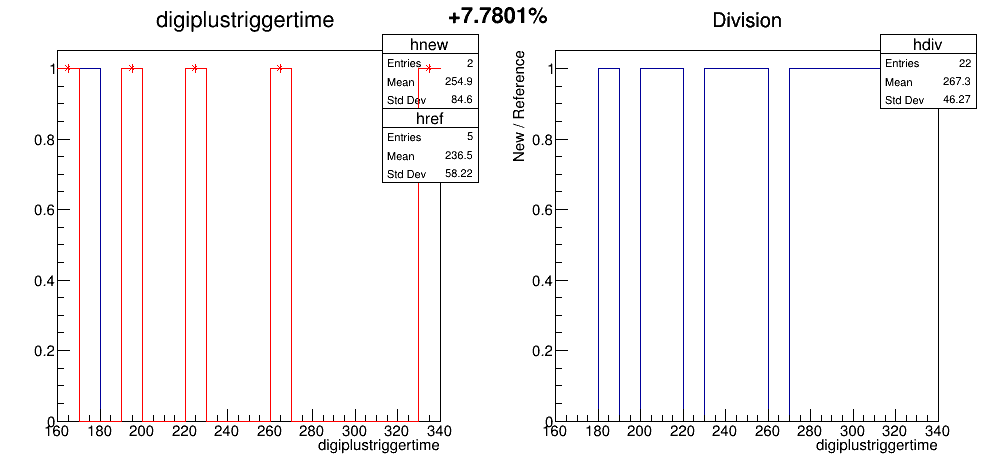 +7.7801%
digiplustriggertime
hnew
Entries 2
Mean 254.9
Std Dev 84.6
href
Entries 5
Mean 236.5
Std Dev 58.22
1
0.8
0.6
0.4
0.2
0
160 180 200 220 240 260 280 300 320 340
digiplustriggertime
Division
hdiv
Entries 22
Mean 267.3
Std Dev 46.27
New / Reference
1
0.8
0.6
0.4
0.2
0
160 180 200 220 240 260 280 300 320 340
digiplustriggertime